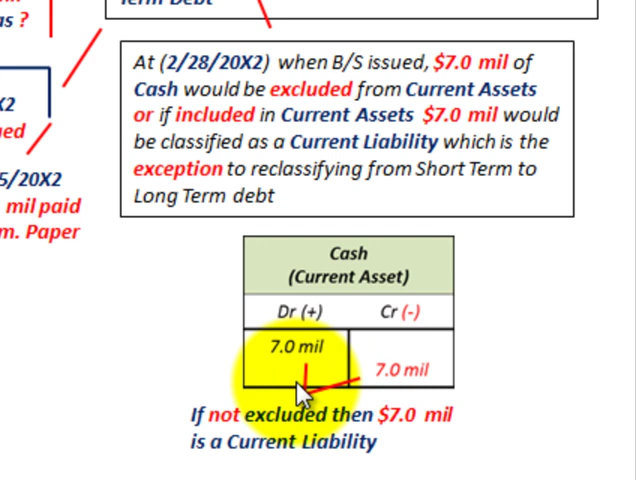 Term Debt
as ?
At (2/28/20X2) when B/S issued, $7.0 mil of
Cash would be excluded from Current Assets
or if included in Current Assets $7.0 mil would
be classified as a Current Liability which is the
exception to reclassifying from Short Term to
Long Term debt
X2
5/20X2
mil paid
m. Paper
Cash
(Current Asset)
Dr (+) Cr (-)
7.0 mil
7.0 mil
If not excluded then $7.0 mil
is a Current Liability